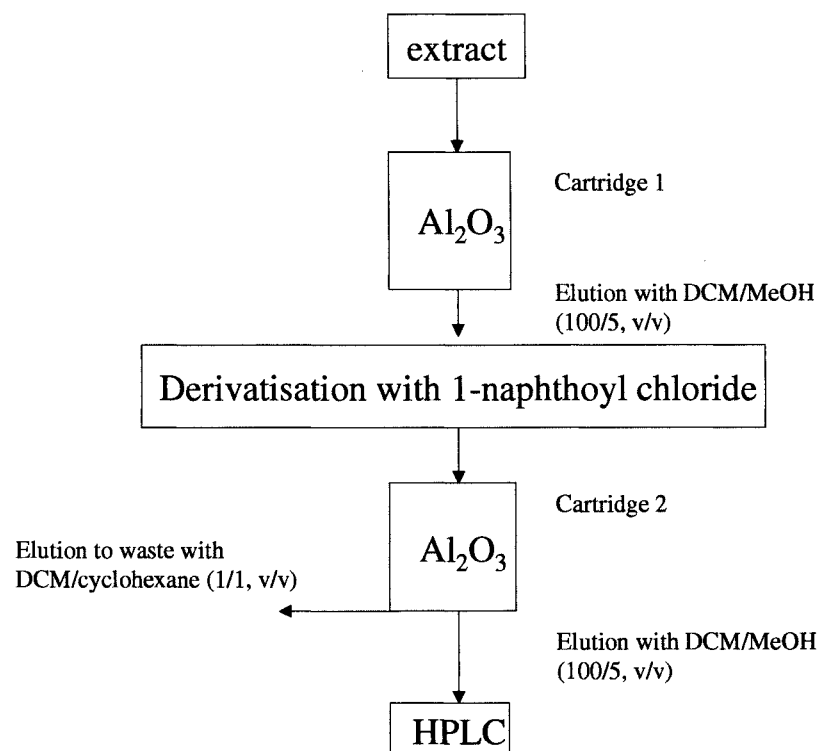 extract
Al₂O₃
Cartridge 1
Elution with DCM/MeOH
(100/5, v/v)
Derivatisation with 1-naphthoyl chloride
Cartridge 2
Al₂O₃
Elution to waste with
DCM/cyclohexane (1/1, v/v)
Elution with DCM/MeOH
(100/5, v/v)
HPLC